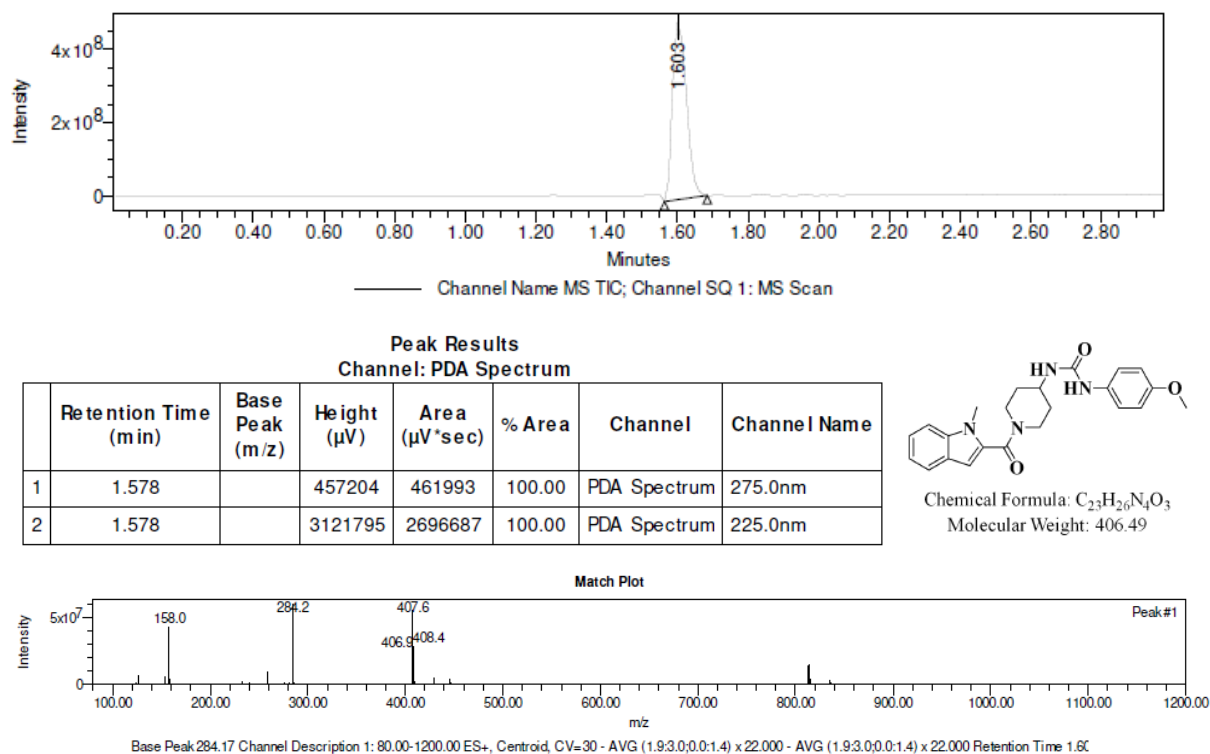 4x10⁸
2x10⁸
0
Intensity
1.603
0.20 0.40 0.60 0.80 1.00 1.20 1.40 1.60 1.80 2.00 2.20 2.40 2.60 2.80
Minutes
Channel Name MS TIC; Channel SQ 1: MS Scan
Peak Results
Channel: PDA Spectrum
Retention Time (min) Base Peak (m/z) Height (µV) Area (µV*sec) % Area Channel Channel Name
1 1.578 457204 461993 100.00 PDA Spectrum 275.0nm
2 1.578 3121795 2696687 100.00 PDA Spectrum 225.0nm
O
HN
HN
O
N
N
O
Chemical Formula: C₂₃H₂₆N₄O₃
Molecular Weight: 406.49
Match Plot
Intensity
5x10⁷
0
158.0
284.2
407.6
406.9
408.4
Peak#1
100.00 200.00 300.00 400.00 500.00 600.00 700.00 800.00 900.00 1000.00 1100.00 1200.00
m/z
Base Peak 284.17 Channel Description 1: 80.00-1200.00 ES+, Centroid, CV=30 - AVG (1.9:3.0;0.0:1.4) x 22.000 - AVG (1.9:3.0;0.0:1.4) x 22.000 Retention Time